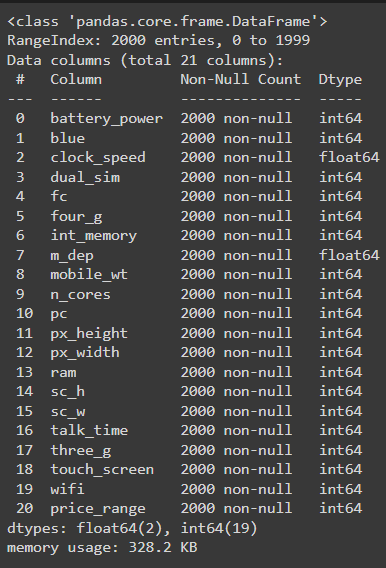 <class 'pandas.core.frame.DataFrame'>
RangeIndex: 2000 entries, 0 to 1999
Data columns (total 21 columns):
 #   Column         Non-Null Count  Dtype
---  ------         --------------  -----
 0   battery_power  2000 non-null   int64
 1   blue           2000 non-null   int64
 2   clock_speed    2000 non-null   float64
 3   dual_sim       2000 non-null   int64
 4   fc             2000 non-null   int64
 5   four_g         2000 non-null   int64
 6   int_memory     2000 non-null   int64
 7   m_dep          2000 non-null   float64
 8   mobile_wt      2000 non-null   int64
 9   n_cores        2000 non-null   int64
 10  pc             2000 non-null   int64
 11  px_height      2000 non-null   int64
 12  px_width       2000 non-null   int64
 13  ram            2000 non-null   int64
 14  sc_h           2000 non-null   int64
 15  sc_w           2000 non-null   int64
 16  talk_time      2000 non-null   int64
 17  three_g        2000 non-null   int64
 18  touch_screen   2000 non-null   int64
 19  wifi           2000 non-null   int64
 20  price_range    2000 non-null   int64
dtypes: float64(2), int64(19)
memory usage: 328.2 KB